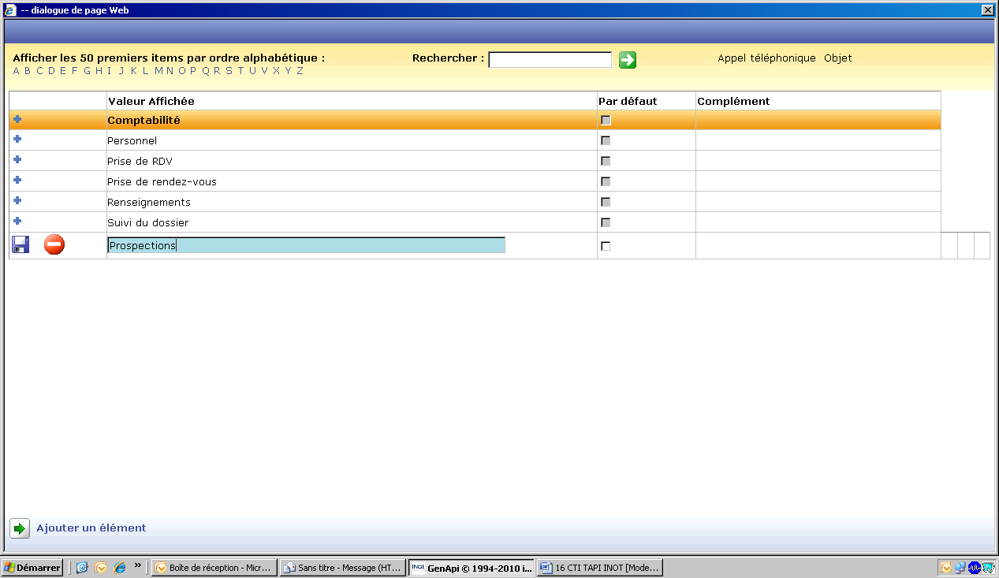 -- dialogue de page Web
Afficher les 50 premiers items par ordre alphabétique :
A B C D E F G H I J K L M N O P Q R S T U V X Y Z
Rechercher :
Appel téléphonique Objet
Valeur Affichée Par défaut Complément
Comptabilité
Personnel
Prise de RDV
Prise de rendez-vous
Renseignements
Suivi du dossier
Prospections
Ajouter un élément
Démarrer » Boîte de réception - Micr... Sans titre - Message (HT... INot GenApi © 1994-2010 i... 16 CTI TAPI INOT [Mode...